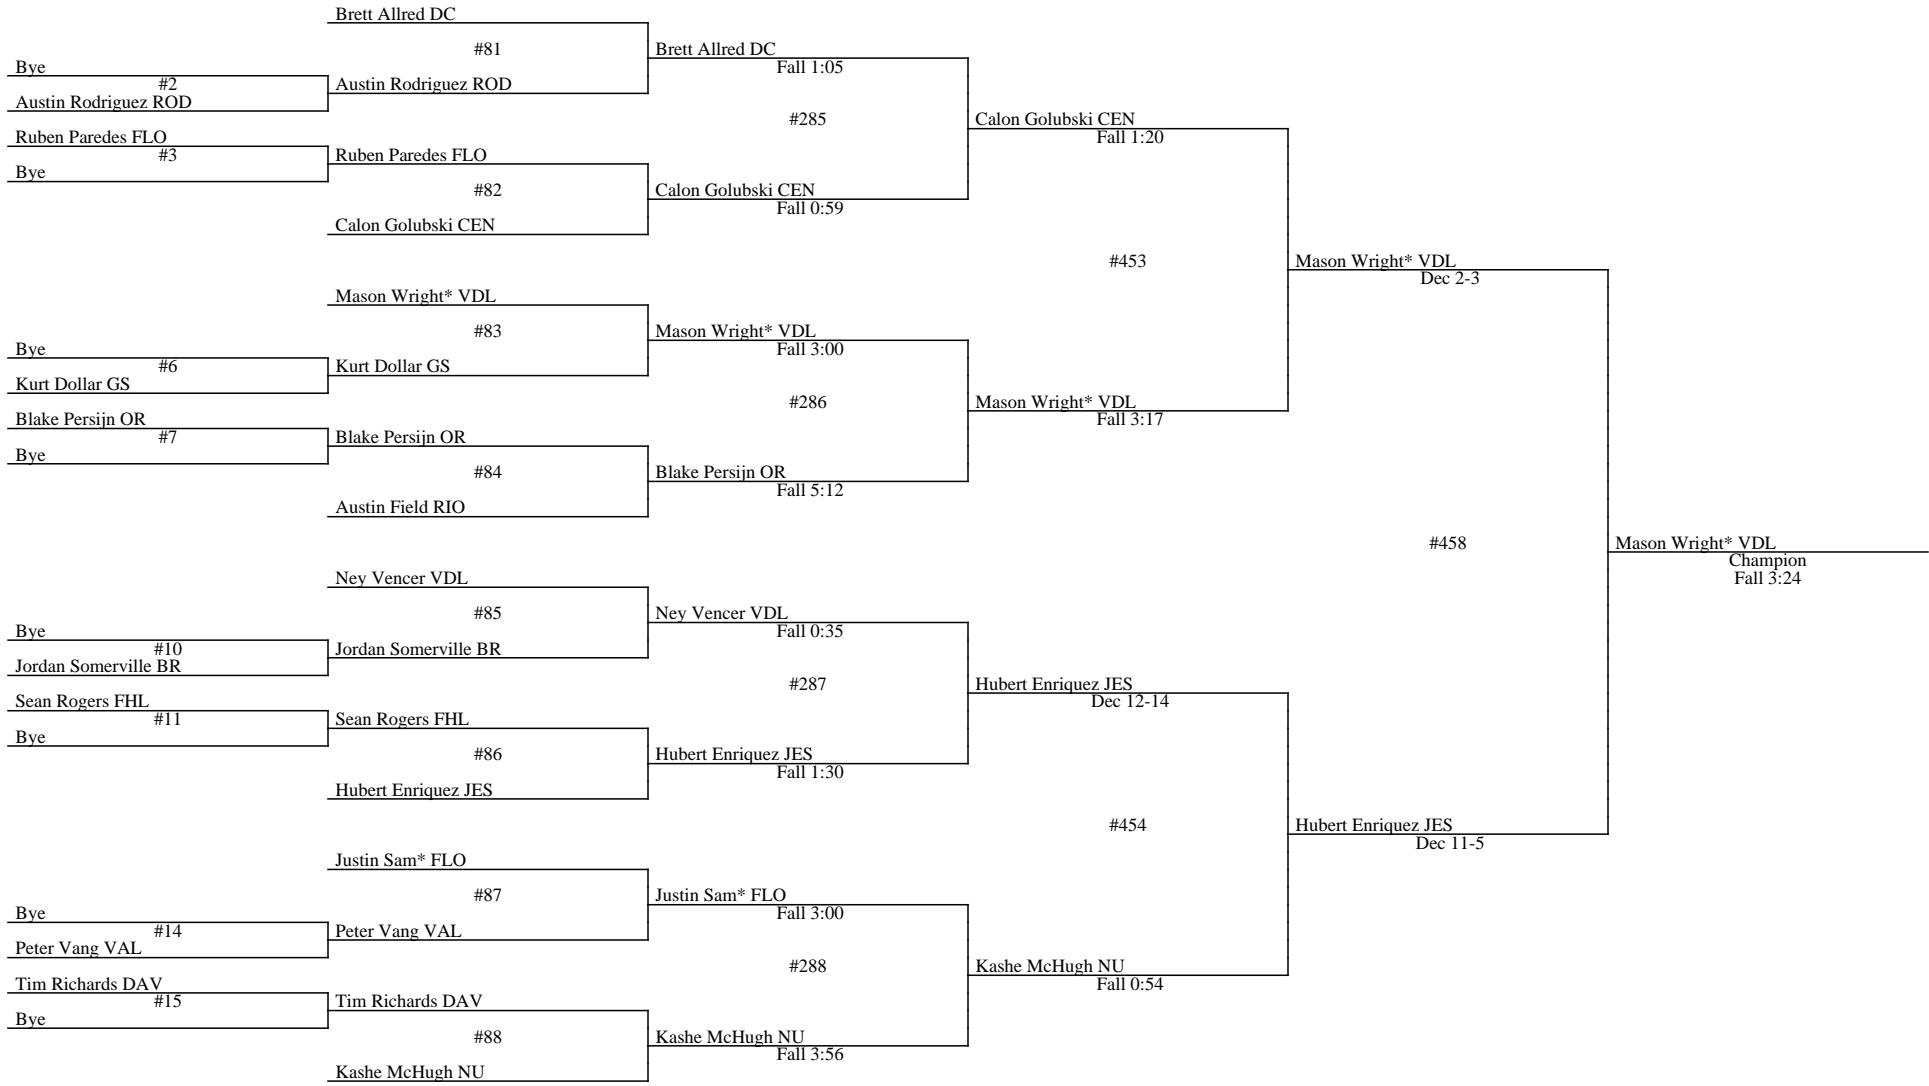 Brett Allred DC
#81
Brett Allred DC
Bye
Fall 1:05
#2
Austin Rodriguez ROD
Austin Rodriguez ROD
#285
Calon Golubski CEN
Ruben Paredes FLO
Fall 1:20
#3
Ruben Paredes FLO
Bye
#82
Calon Golubski CEN
Fall 0:59
Calon Golubski CEN
#453
Mason Wright* VDL
Dec 2-3
Mason Wright* VDL
#83
Mason Wright* VDL
Bye
Fall 3:00
#6
Kurt Dollar GS
Kurt Dollar GS
#286
Mason Wright* VDL
Blake Persijn OR
Fall 3:17
#7
Blake Persijn OR
Bye
#84
Blake Persijn OR
Fall 5:12
Austin Field RIO
#458
Mason Wright* VDL
Champion
Fall 3:24
Ney Vencer VDL
#85
Ney Vencer VDL
Bye
Fall 0:35
#10
Jordan Somerville BR
Jordan Somerville BR
#287
Hubert Enriquez JES
Sean Rogers FHL
Dec 12-14
#11
Sean Rogers FHL
Bye
#86
Hubert Enriquez JES
Fall 1:30
Hubert Enriquez JES
#454
Hubert Enriquez JES
Dec 11-5
Justin Sam* FLO
#87
Justin Sam* FLO
Bye
Fall 3:00
#14
Peter Vang VAL
Peter Vang VAL
#288
Kashe McHugh NU
Tim Richards DAV
Fall 0:54
#15
Tim Richards DAV
Bye
#88
Kashe McHugh NU
Fall 3:56
Kashe McHugh NU